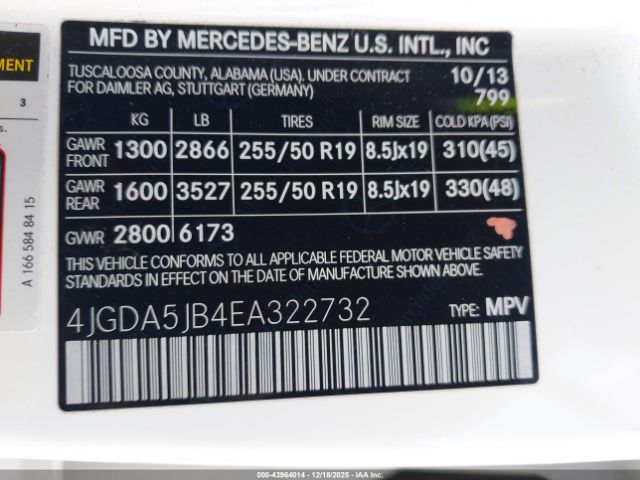 MENT
3
s.
A 166 584 84 15
MFD BY MERCEDES-BENZ U.S. INTL., INC
TUSCALOOSA COUNTY, ALABAMA (USA). UNDER CONTRACT 10/13
FOR DAIMLER AG, STUTTGART (GERMANY) 799
KG LB TIRES RIM SIZE COLD KPA(PSI)
GAWR FRONT 1300 2866 255/50 R19 8.5Jx19 310(45)
GAWR REAR 1600 3527 255/50 R19 8.5Jx19 330(48)
GVWR 2800 6173
THIS VEHICLE CONFORMS TO ALL APPLICABLE FEDERAL MOTOR VEHICLE SAFETY
STANDARDS IN EFFECT ON THE DATE OF MANUFACTURE SHOWN ABOVE.
4JGDA5JB4EA322732 TYPE: MPV
000-43964014 - 12/18/2025 - IAA